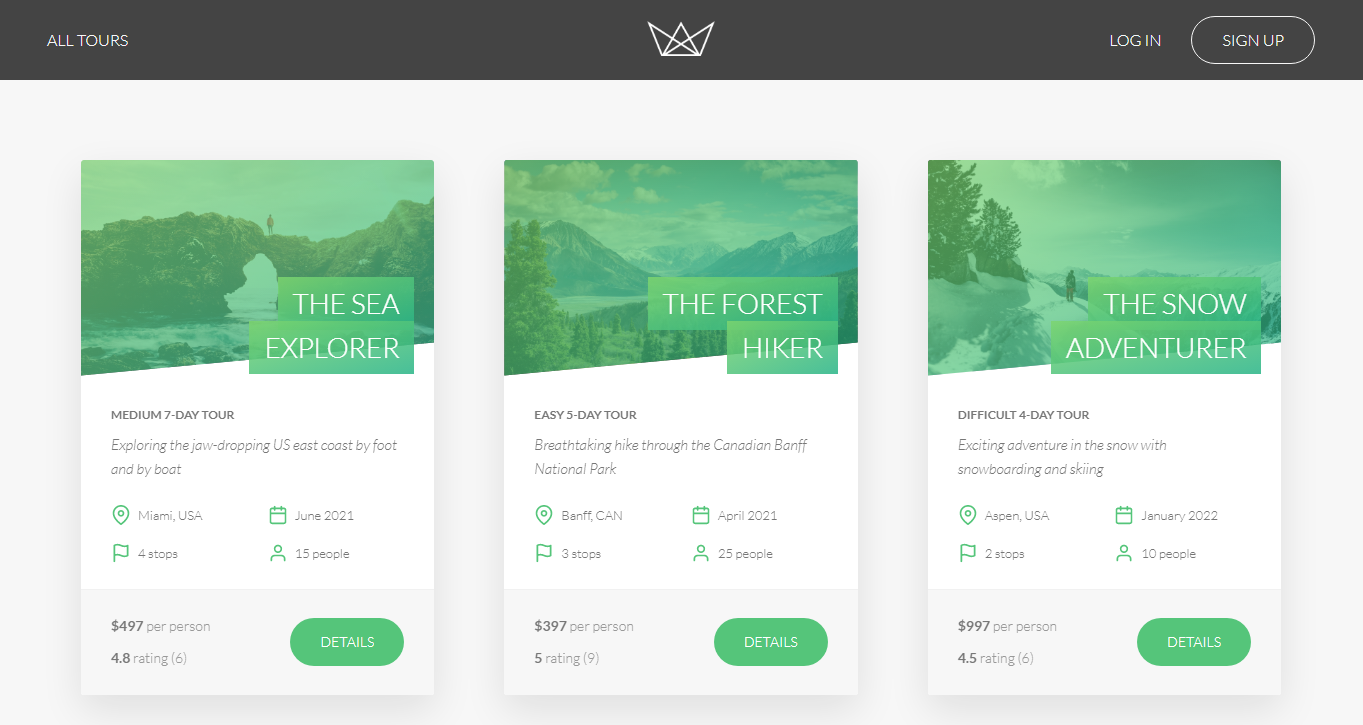 ALL TOURS
LOG IN
SIGN UP
THE SEA
EXPLORER
MEDIUM 7-DAY TOUR
Exploring the jaw-dropping US east coast by foot
and by boat
Miami, USA
June 2021
4 stops
15 people
$497 per person
4.8 rating (6)
DETAILS
THE FOREST
HIKER
EASY 5-DAY TOUR
Breathtaking hike through the Canadian Banff
National Park
Banff, CAN
April 2021
3 stops
25 people
$397 per person
5 rating (9)
DETAILS
THE SNOW
ADVENTURER
DIFFICULT 4-DAY TOUR
Exciting adventure in the snow with
snowboarding and skiing
Aspen, USA
January 2022
2 stops
10 people
$997 per person
4.5 rating (6)
DETAILS